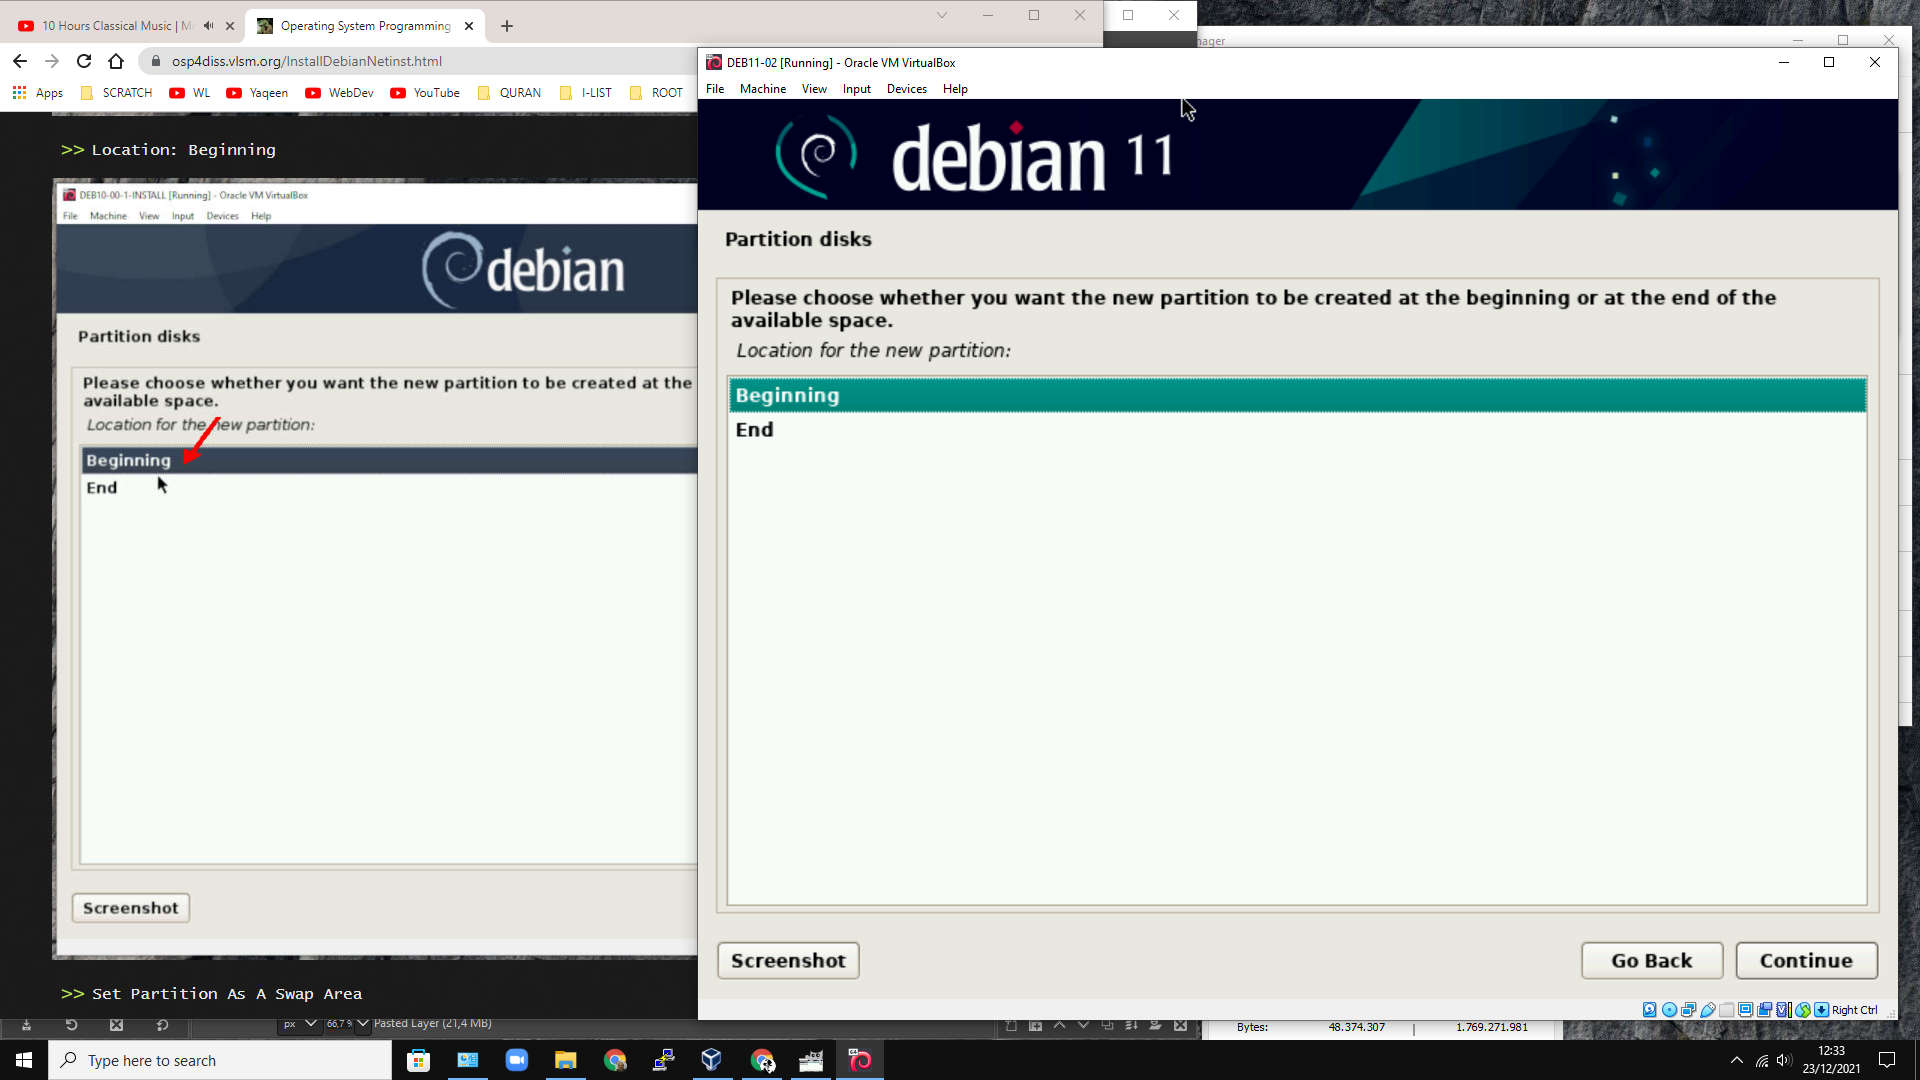 10 Hours Classical Music | M
Operating System Programming
osp4diss.vlsm.org/InstallDebianNetinst.html
Apps
SCRATCH
WL
Yaqeen
WebDev
YouTube
QURAN
I-LIST
ROOT
>> Location: Beginning
DEB10-00-1-INSTALL [Running] - Oracle VM VirtualBox
File Machine View Input Devices Help
debian
Partition disks
Please choose whether you want the new partition to be created at the
available space.
Location for the new partition:
Beginning
End
Screenshot
>> Set Partition As A Swap Area
px
66,7
Pasted Layer (21,4 MB)
nager
DEB11-02 [Running] - Oracle VM VirtualBox
File Machine View Input Devices Help
debian 11
Partition disks
Please choose whether you want the new partition to be created at the beginning or at the end of the
available space.
Location for the new partition:
Beginning
End
Screenshot
Go Back
Continue
Right Ctrl
Bytes: 48.374.307 | 1.769.271.981
Type here to search
12:33
23/12/2021